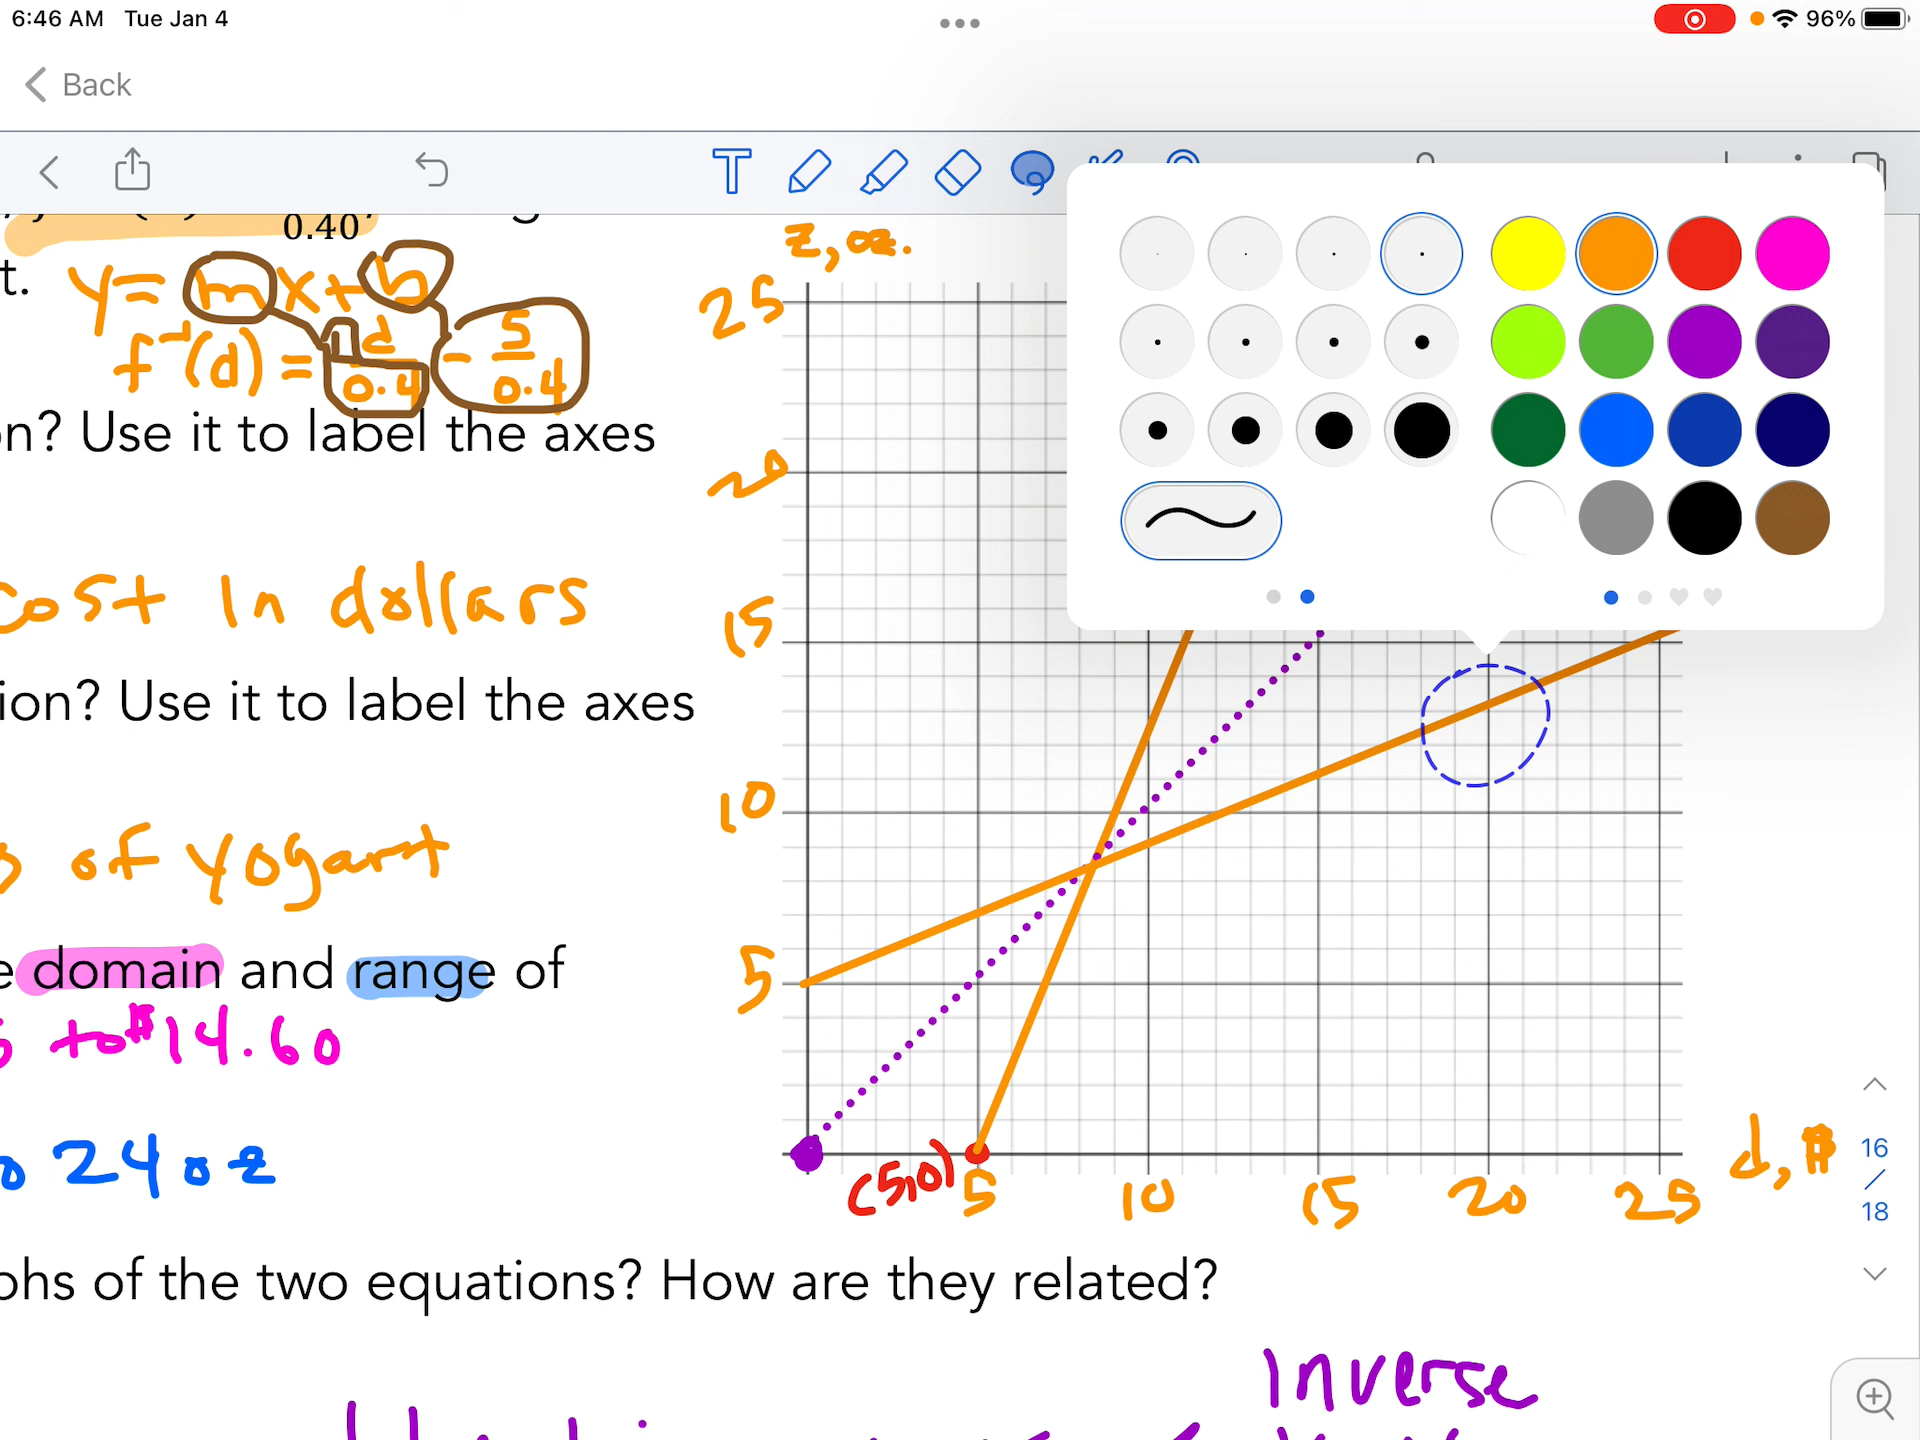 6:46 AM Tue Jan 4
96%
Back
T
0.40
t. y = mx + b
f⁻¹(d) = d/0.4 - 5/0.4
on? Use it to label the axes
cost in dollars
ion? Use it to label the axes
of yogart
e domain and range of
to $14.60
24 oz
z, oz.
25
20
15
10
5
(5,0) 5 10 15 20 25
d, $
16
/
18
phs of the two equations? How are they related?
Inverse